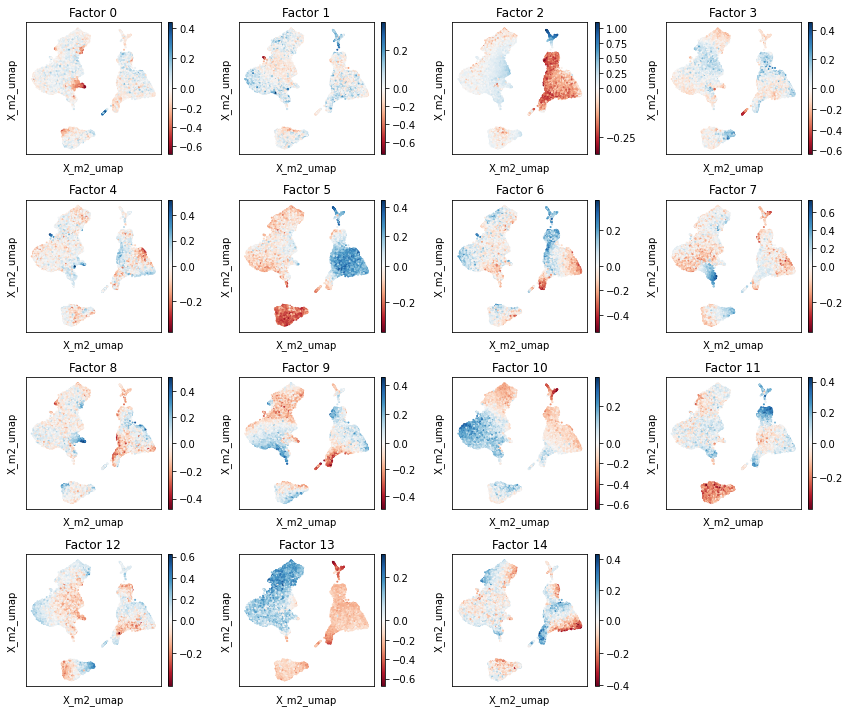 Factor 0
X_m2_umap
X_m2_umap
0.4
0.2
0.0
−0.2
−0.4
−0.6
Factor 1
X_m2_umap
X_m2_umap
0.2
0.0
−0.2
−0.4
−0.6
Factor 2
X_m2_umap
X_m2_umap
1.00
0.75
0.50
0.25
0.00
−0.25
Factor 3
X_m2_umap
X_m2_umap
0.4
0.2
0.0
−0.2
−0.4
−0.6
Factor 4
X_m2_umap
X_m2_umap
0.4
0.2
0.0
−0.2
Factor 5
X_m2_umap
X_m2_umap
0.4
0.2
0.0
−0.2
Factor 6
X_m2_umap
X_m2_umap
0.2
0.0
−0.2
−0.4
Factor 7
X_m2_umap
X_m2_umap
0.6
0.4
0.2
0.0
−0.2
Factor 8
X_m2_umap
X_m2_umap
0.4
0.2
0.0
−0.2
−0.4
Factor 9
X_m2_umap
X_m2_umap
0.4
0.2
0.0
−0.2
−0.4
Factor 10
X_m2_umap
X_m2_umap
0.2
0.0
−0.2
−0.4
−0.6
Factor 11
X_m2_umap
X_m2_umap
0.4
0.2
0.0
−0.2
Factor 12
X_m2_umap
X_m2_umap
0.6
0.4
0.2
0.0
−0.2
Factor 13
X_m2_umap
X_m2_umap
0.2
0.0
−0.2
−0.4
−0.6
Factor 14
X_m2_umap
X_m2_umap
0.4
0.2
0.0
−0.2
−0.4